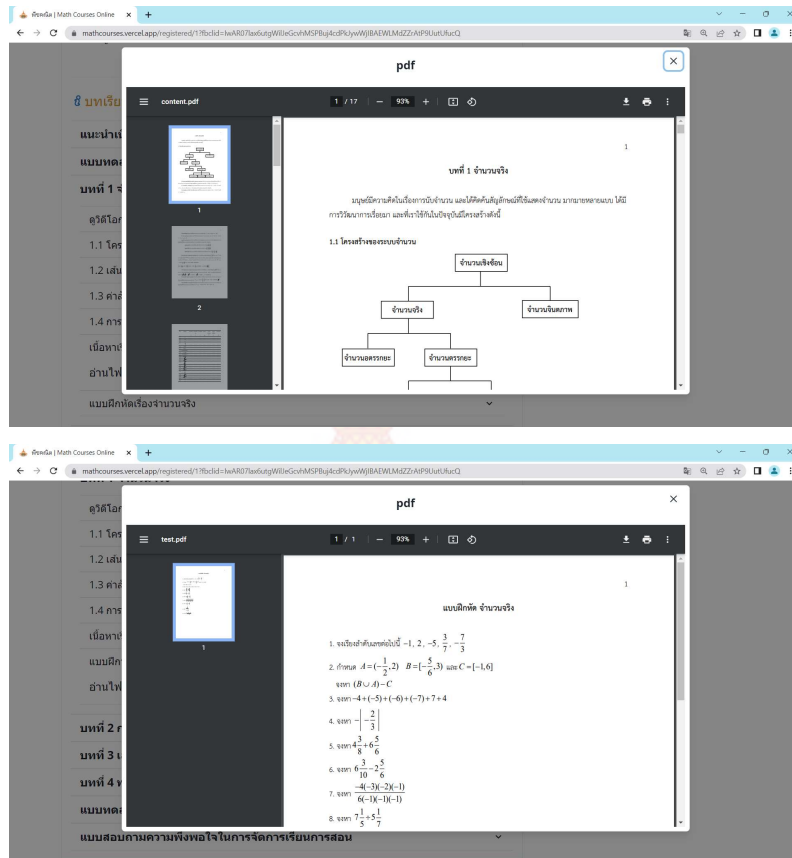 พีชคณิต | Math Courses Online
mathcourses.vercel.app/registered/1?fbclid=IwAR07lax6utgWilJeGcvhMSPBuj4cdPkJywWjIBAEWLMdZZrAtP9UutUfucQ
pdf
บทเรีย
content.pdf
1 / 17
93%
แนะนำเนื
แบบทดส
บทที่ 1 จ
ดูวิดีโอก
1.1 โคร
1.2 เส้น
1.3 ค่าสั
1.4 การ
เนื้อหาเรื
อ่านไฟ
แบบฝึกหัดเรื่องจำนวนจริง
1
2
1
บทที่ 1 จำนวนจริง
มนุษย์มีความคิดในเรื่องการนับจำนวน และได้คิดค้นสัญลักษณ์ที่ใช้แสดงจำนวน มากมายหลายแบบ ได้มี
การวิวัฒนาการเรื่อยมา และที่เราใช้กันในปัจจุบันมีโครงสร้างดังนี้
1.1 โครงสร้างของระบบจำนวน
จำนวนเชิงซ้อน
จำนวนจริง
จำนวนจินตภาพ
จำนวนอตรรกยะ
จำนวนตรรกยะ
พีชคณิต | Math Courses Online
mathcourses.vercel.app/registered/1?fbclid=IwAR07lax6utgWilJeGcvhMSPBuj4cdPkJywWjIBAEWLMdZZrAtP9UutUfucQ
pdf
ดูวิดีโอก
test.pdf
1 / 1
93%
1.1 โคร
1.2 เส้น
1.3 ค่าสั
1.4 การ
เนื้อหาเรื
แบบฝึก
อ่านไฟ
บทที่ 2 ก
บทที่ 3 เ
บทที่ 4 ท
แบบทดส
แบบสอบถามความพึงพอใจในการจัดการเรียนการสอน
1
1
แบบฝึกหัด จำนวนจริง
1. จงเรียงลำดับเลขต่อไปนี้ −1, 2, −5, 3/7, −7/3
2. กำหนด A=(−1/2,2) B=[−5/6,3) และ C=[−1,6]
จงหา (B∪A)−C
3. จงหา −4+(−5)+(−6)+(−7)+7+4
4. จงหา −|−2/3|
5. จงหา 4 3/8+6 5/6
6. จงหา 6 3/10−2 5/6
7. จงหา −4(−3)(−2)(−1)/6(−1)(−1)(−1)
8. จงหา 7 1/5÷5 1/7